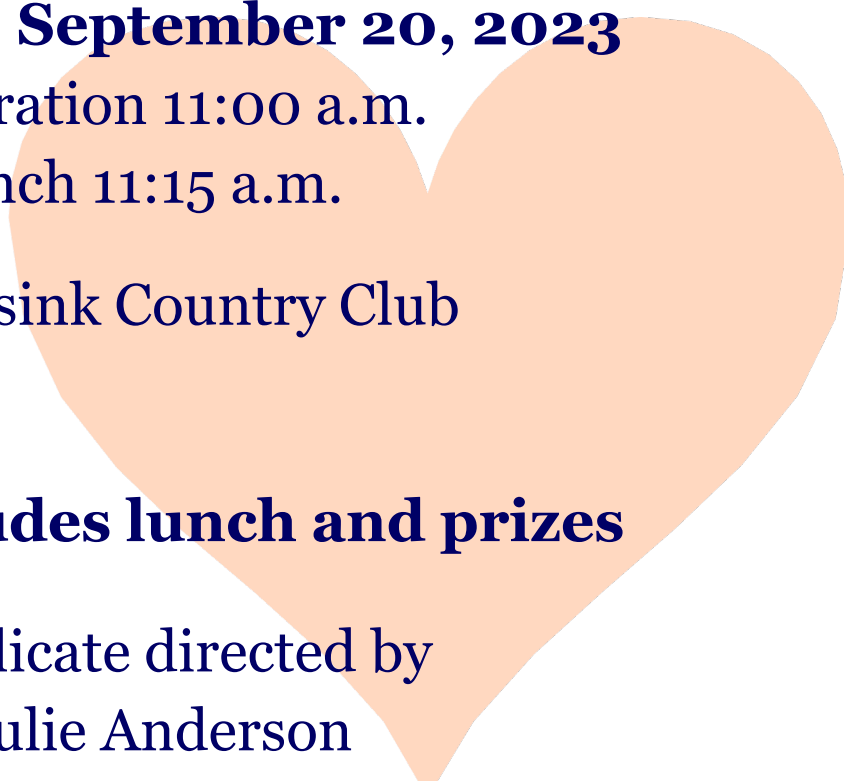 September 20, 2023
ration 11:00 a.m.
nch 11:15 a.m.
sink Country Club
udes lunch and prizes
licate directed by
ulie Anderson